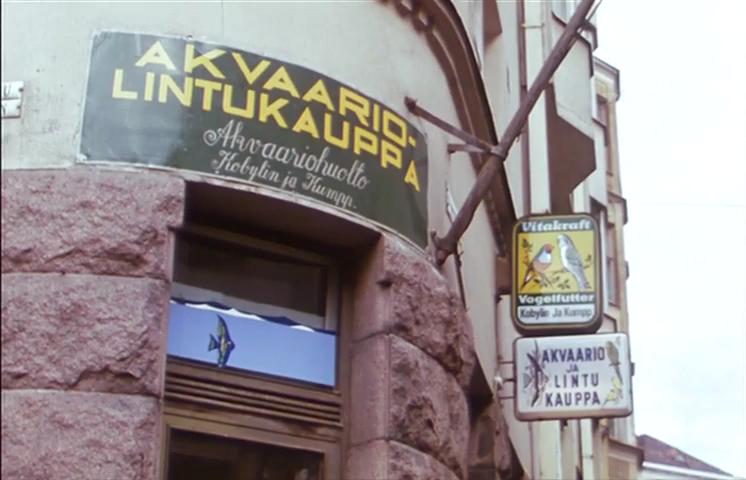 AKVAARIO-
LINTUKAUPPA
Akvaariohuolto
Kobylin ja Kumpp.
Vitakraft
Vogelfutter
Kobylin Ja Kumpp
AKVAARIO
JA
LINTU
KAUPPA